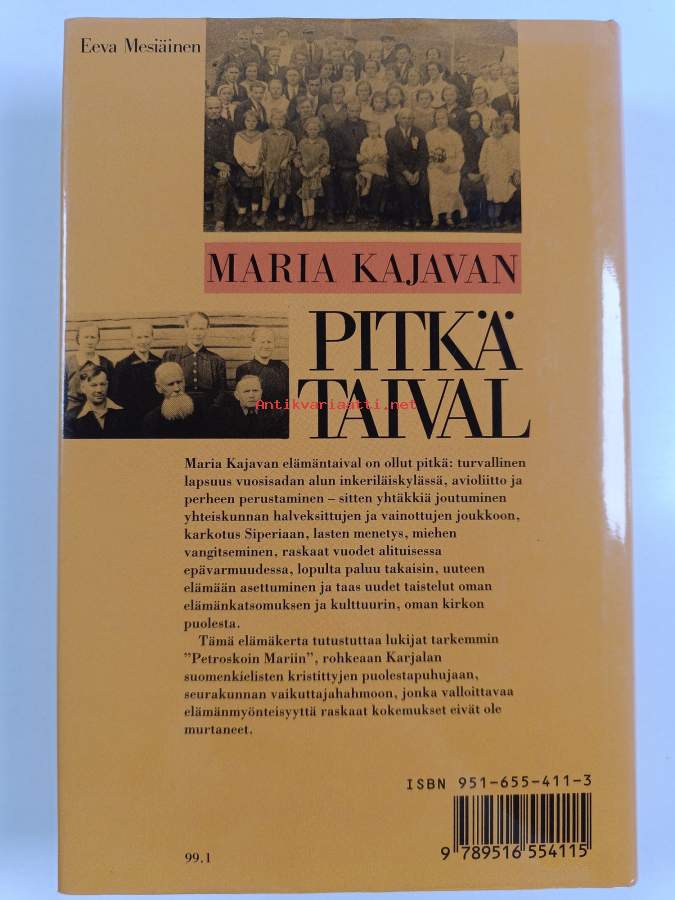 Eeva Mesiäinen
MARIA KAJAVAN
PITKÄ
TAIVAL
Antikvariaatti.net
Maria Kajavan elämäntaival on ollut pitkä: turvallinen
lapsuus vuosisadan alun inkeriläiskylässä, avioliitto ja
perheen perustaminen – sitten yhtäkkiä joutuminen
yhteiskunnan halveksittujen ja vainottujen joukkoon,
karkotus Siperiaan, lasten menetys, miehen
vangitseminen, raskaat vuodet alituisessa
epävarmuudessa, lopulta paluu takaisin, uuteen
elämään asettuminen ja taas uudet taistelut oman
elämänkatsomuksen ja kulttuurin, oman kirkon
puolesta.
Tämä elämäkerta tutustuttaa lukijat tarkemmin
”Petroskoin Mariin”, rohkeaan Karjalan
suomenkielisten kristittyjen puolestapuhujaan,
seurakunnan vaikuttajahahmoon, jonka valloittavaa
elämänmyönteisyyttä raskaat kokemukset eivät ole
murtaneet.
ISBN 951-655-411-3
9 789516 554115
99.1